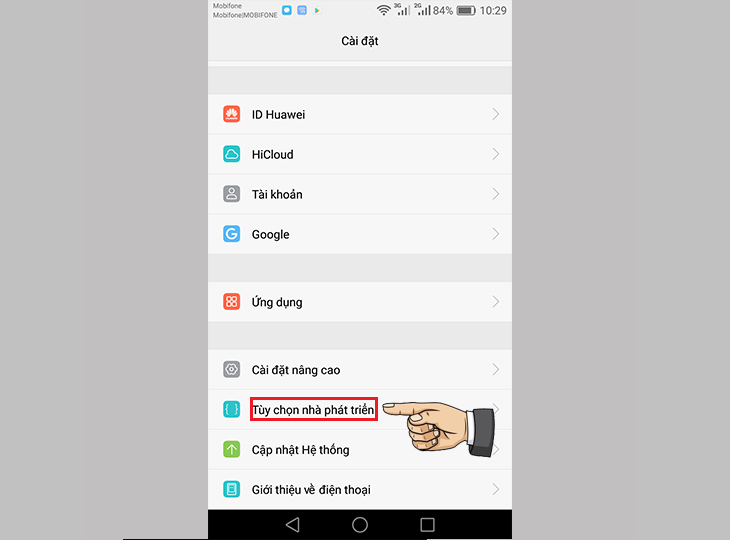 Mobifone
Mobifone|MOBIFONE
3G 2G 84% 10:29
Cài đặt
ID Huawei
HiCloud
Tài khoản
Google
Ứng dụng
Cài đặt nâng cao
Tùy chọn nhà phát triển
Cập nhật Hệ thống
Giới thiệu về điện thoại